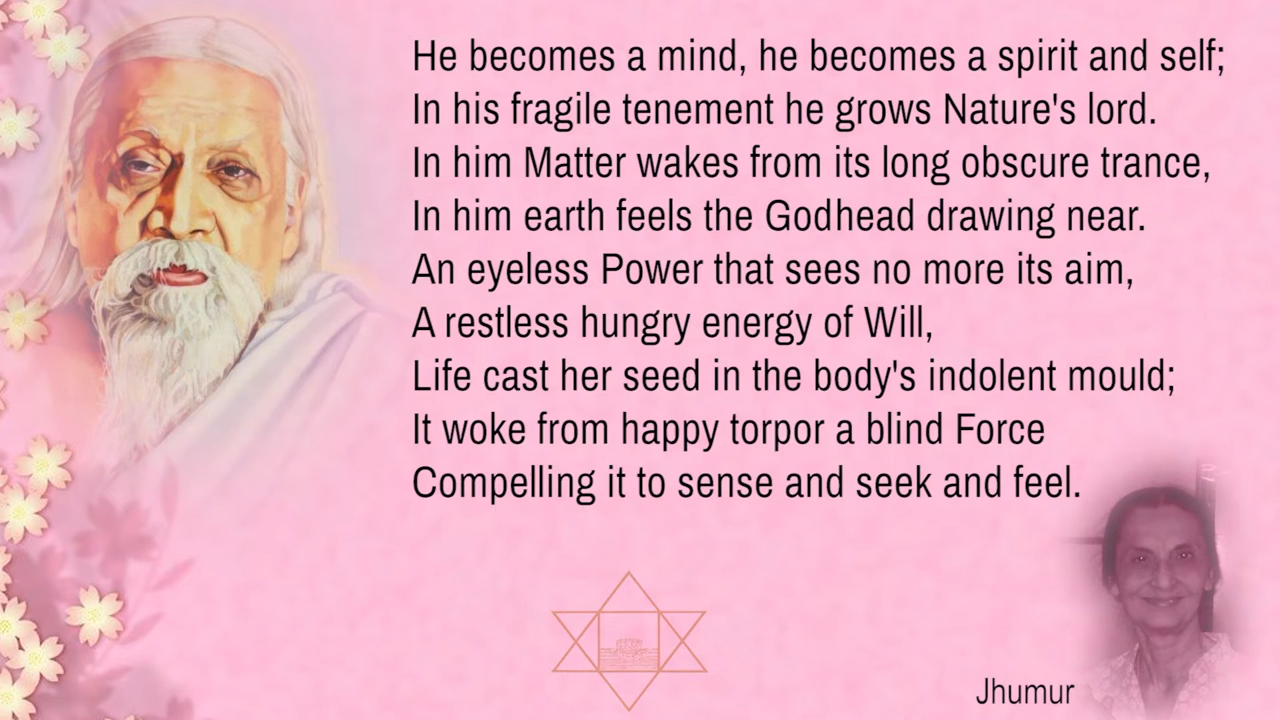 He becomes a mind, he becomes a spirit and self;
In his fragile tenement he grows Nature's lord.
In him Matter wakes from its long obscure trance,
In him earth feels the Godhead drawing near.
An eyeless Power that sees no more its aim,
A restless hungry energy of Will,
Life cast her seed in the body's indolent mould;
It woke from happy torpor a blind Force
Compelling it to sense and seek and feel.
Jhumur